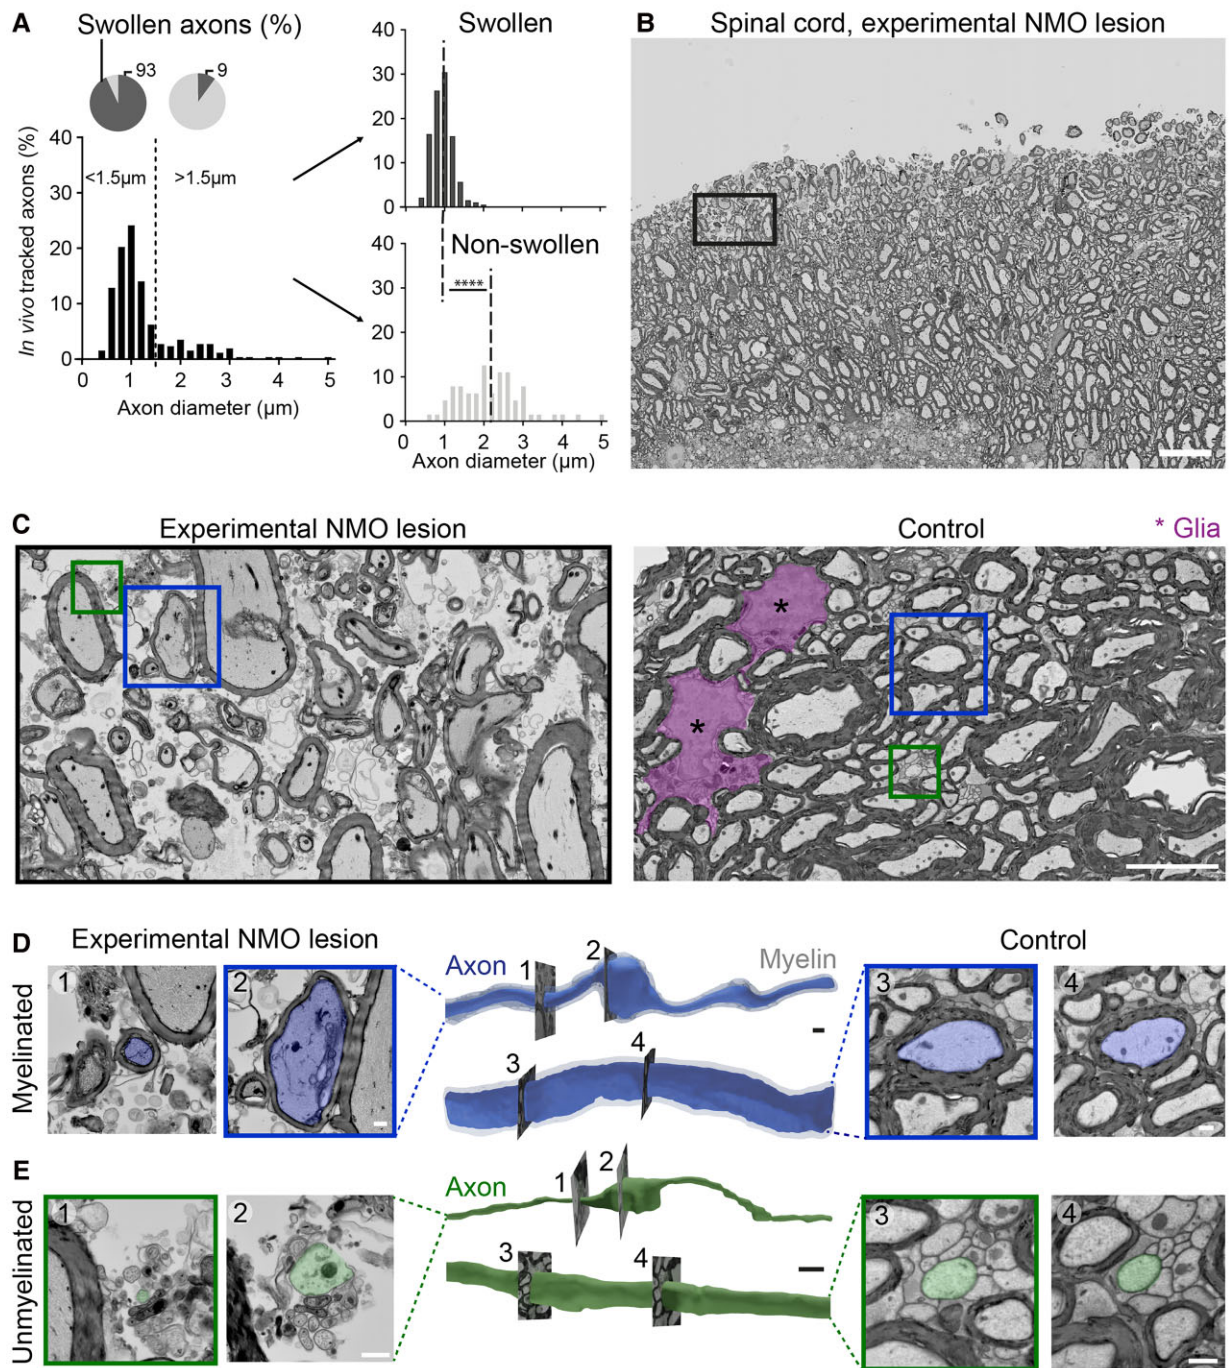 A
Swollen axons (%)
93
9
In vivo tracked axons (%)
40
30
20
10
0
<1.5µm
>1.5µm
0 1 2 3 4 5
Axon diameter (µm)
Swollen
40
30
20
10
0
Non-swollen
40
30
20
10
0
****
0 1 2 3 4 5
Axon diameter (µm)
B
Spinal cord, experimental NMO lesion
C
Experimental NMO lesion
Control
* Glia
*
*
D
Experimental NMO lesion
Control
Myelinated
1
2
Axon
1
2
Myelin
3
4
3
4
E
Unmyelinated
1
2
Axon
1
2
3
4
3
4